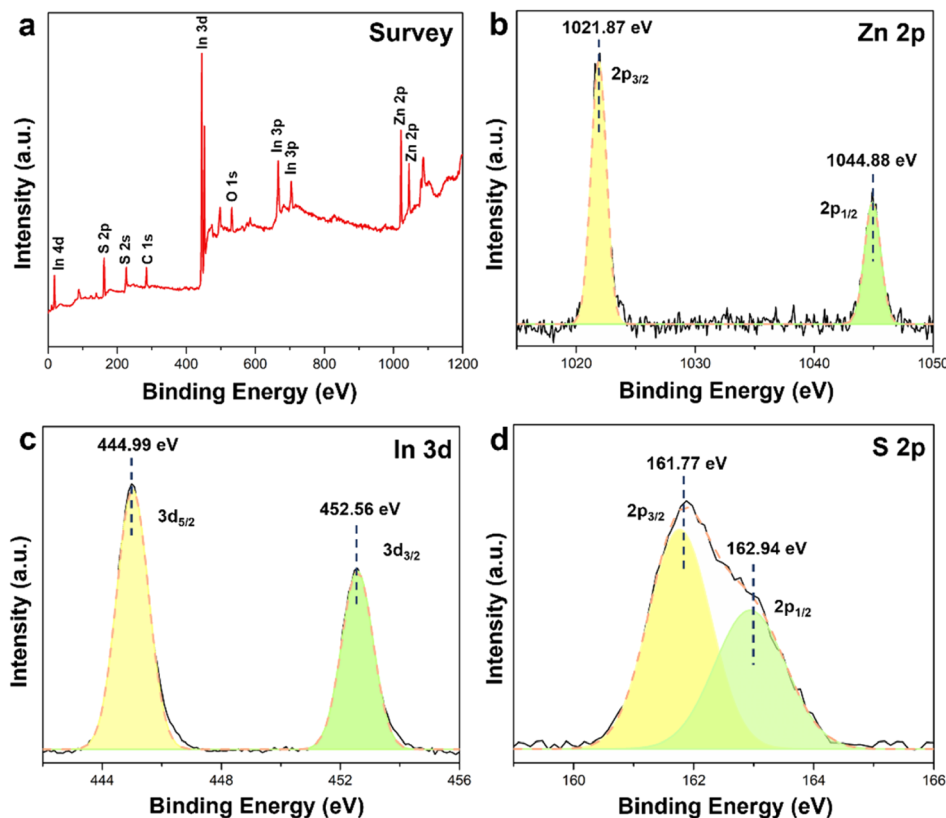 a
Survey
In 4d
S 2p
S 2s
C 1s
In 3d
O 1s
In 3p
In 3p
Zn 2p
Zn 2p
Intensity (a.u.)
0 200 400 600 800 1000 1200
Binding Energy (eV)
b
Zn 2p
1021.87 eV
2p3/2
1044.88 eV
2p1/2
Intensity (a.u.)
1020 1030 1040 1050
Binding Energy (eV)
c
In 3d
444.99 eV
3d5/2
452.56 eV
3d3/2
Intensity (a.u.)
444 448 452 456
Binding Energy (eV)
d
S 2p
161.77 eV
2p3/2
162.94 eV
2p1/2
Intensity (a.u.)
160 162 164 166
Binding Energy (eV)